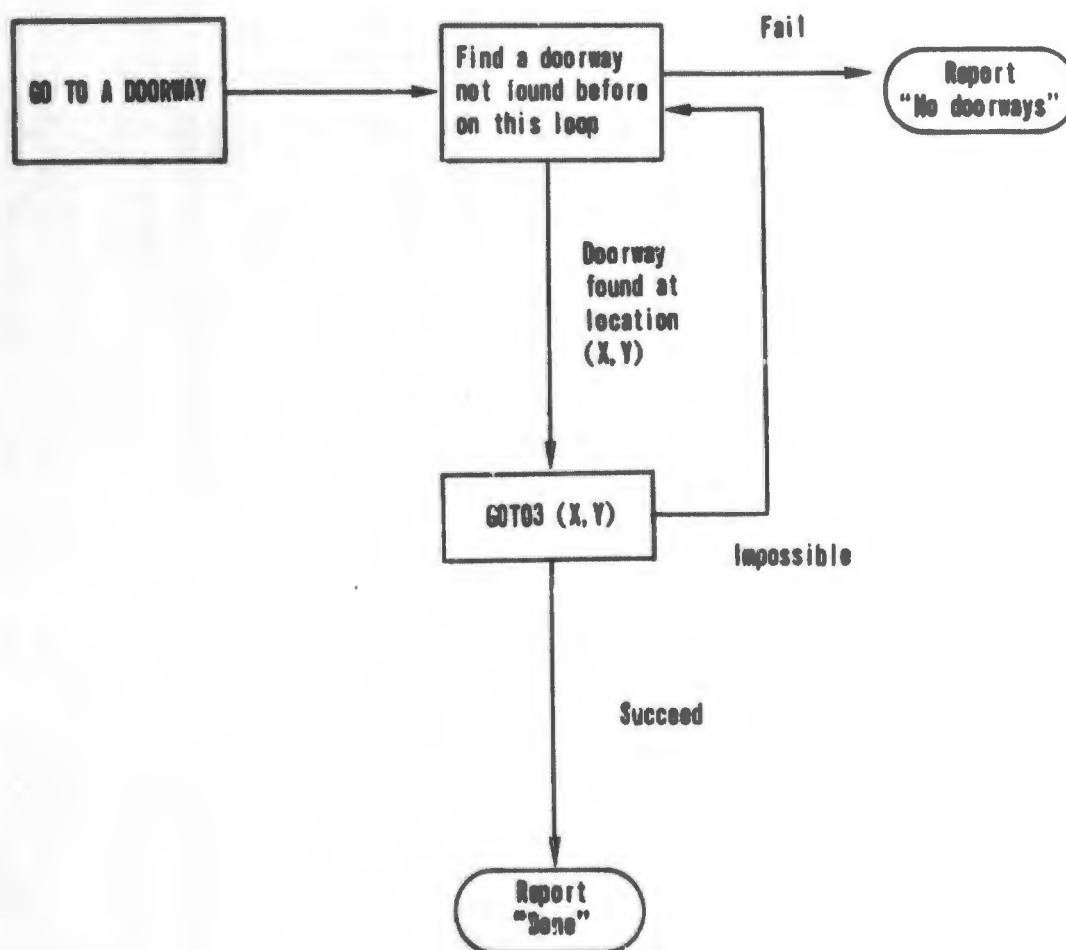 GO TO A DOORWAY
Find a doorway
not found before
on this loop
Fail
Report
"No doorways"
Doorway
found at
location
(X,Y)
GOTO3 (X,Y)
Impossible
Succeed
Report
"Done"